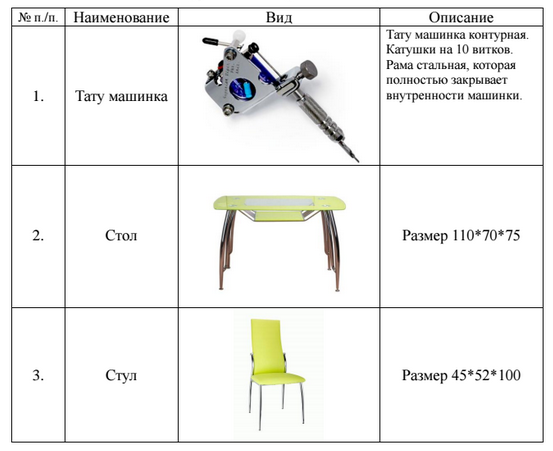 № п./п. Наименование Вид Описание
1. Тату машинка
Тату машинка контурная.
Катушки на 10 витков.
Рама стальная, которая
полностью закрывает
внутренности машинки.
2. Стол Размер 110*70*75
3. Стул Размер 45*52*100